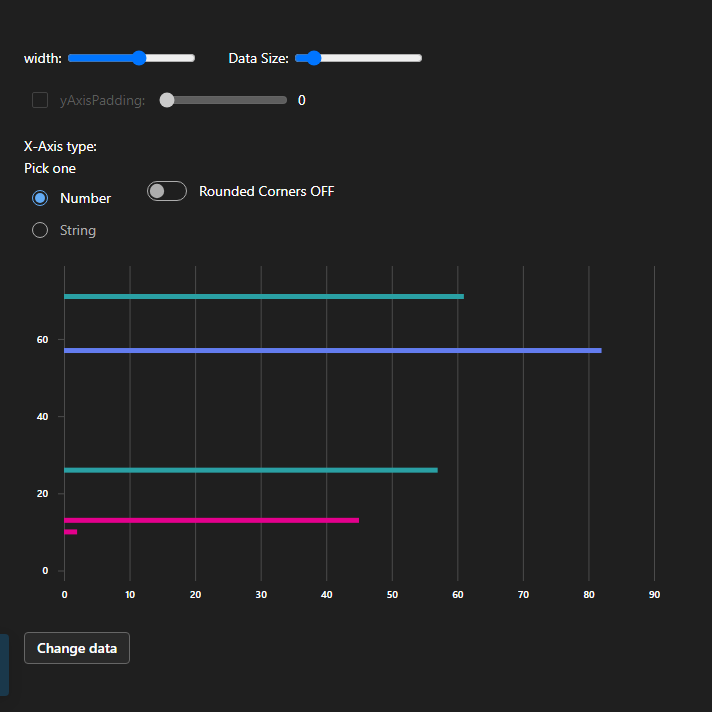 width: Data Size:
yAxisPadding: 0
X-Axis type:
Pick one
Number Rounded Corners OFF
String
60
40
20
0
0 10 20 30 40 50 60 70 80 90
Change data